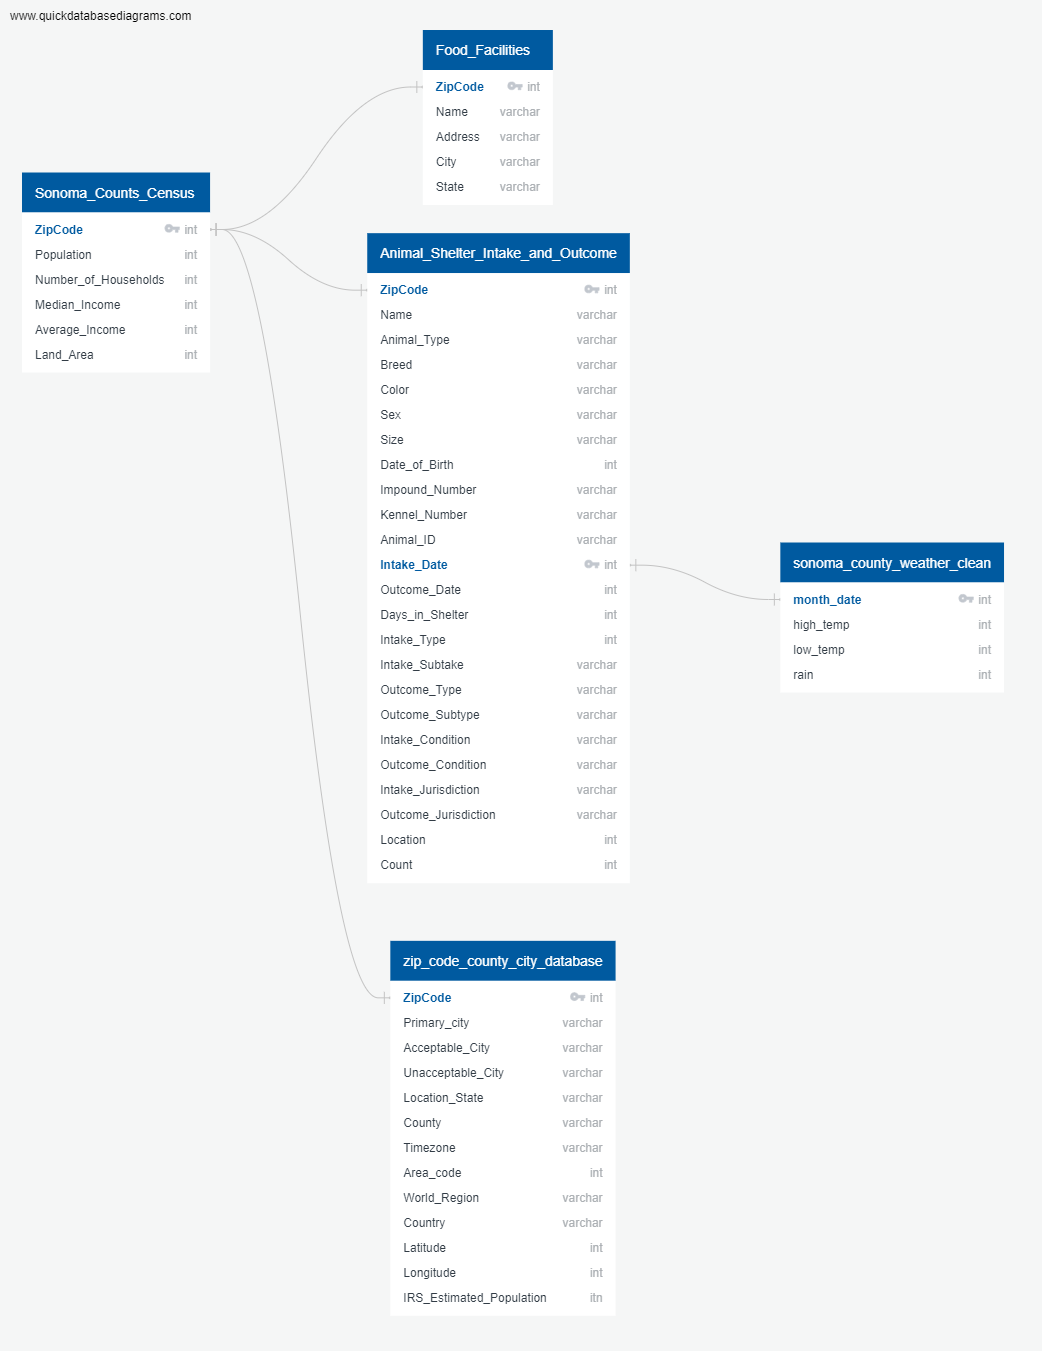 www.quickdatabasediagrams.com
Food_Facilities
ZipCode int
Name varchar
Address varchar
City varchar
State varchar
Sonoma_Counts_Census
ZipCode int
Population int
Number_of_Households int
Median_Income int
Average_Income int
Land_Area int
Animal_Shelter_Intake_and_Outcome
ZipCode int
Name varchar
Animal_Type varchar
Breed varchar
Color varchar
Sex varchar
Size varchar
Date_of_Birth int
Impound_Number varchar
Kennel_Number varchar
Animal_ID varchar
Intake_Date int
Outcome_Date int
Days_in_Shelter int
Intake_Type int
Intake_Subtake varchar
Outcome_Type varchar
Outcome_Subtype varchar
Intake_Condition varchar
Outcome_Condition varchar
Intake_Jurisdiction varchar
Outcome_Jurisdiction varchar
Location int
Count int
sonoma_county_weather_clean
month_date int
high_temp int
low_temp int
rain int
zip_code_county_city_database
ZipCode int
Primary_city varchar
Acceptable_City varchar
Unacceptable_City varchar
Location_State varchar
County varchar
Timezone varchar
Area_code int
World_Region varchar
Country varchar
Latitude int
Longitude int
IRS_Estimated_Population itn